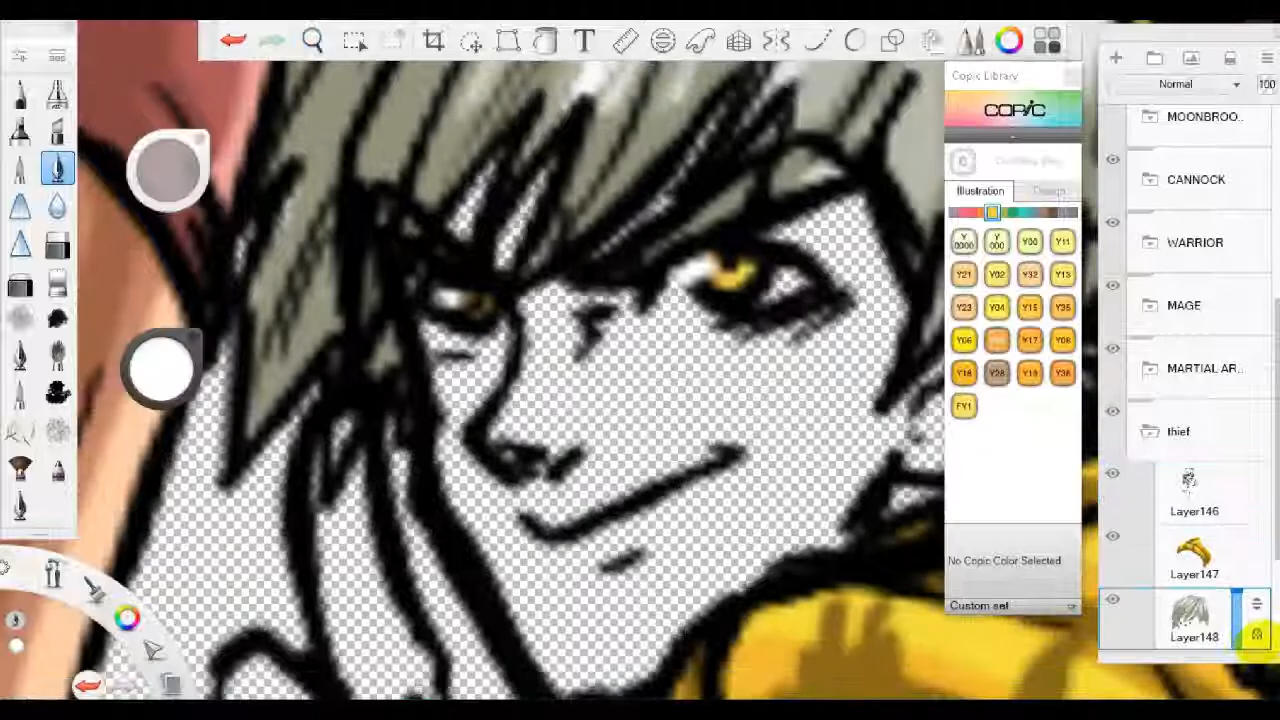 T
Copic Library
COPIC
Normal
100
0
Illustration
Y 0000
Y 000
Y00
Y11
Y21
Y02
Y32
Y13
Y23
Y04
Y15
Y35
Y06
Y17
Y08
Y18
Y28
Y19
Y38
FY1
No Copic Color Selected
Custom set
MOONBROO..
CANNOCK
WARRIOR
MAGE
MARTIAL AR..
thief
Layer146
Layer147
Layer148